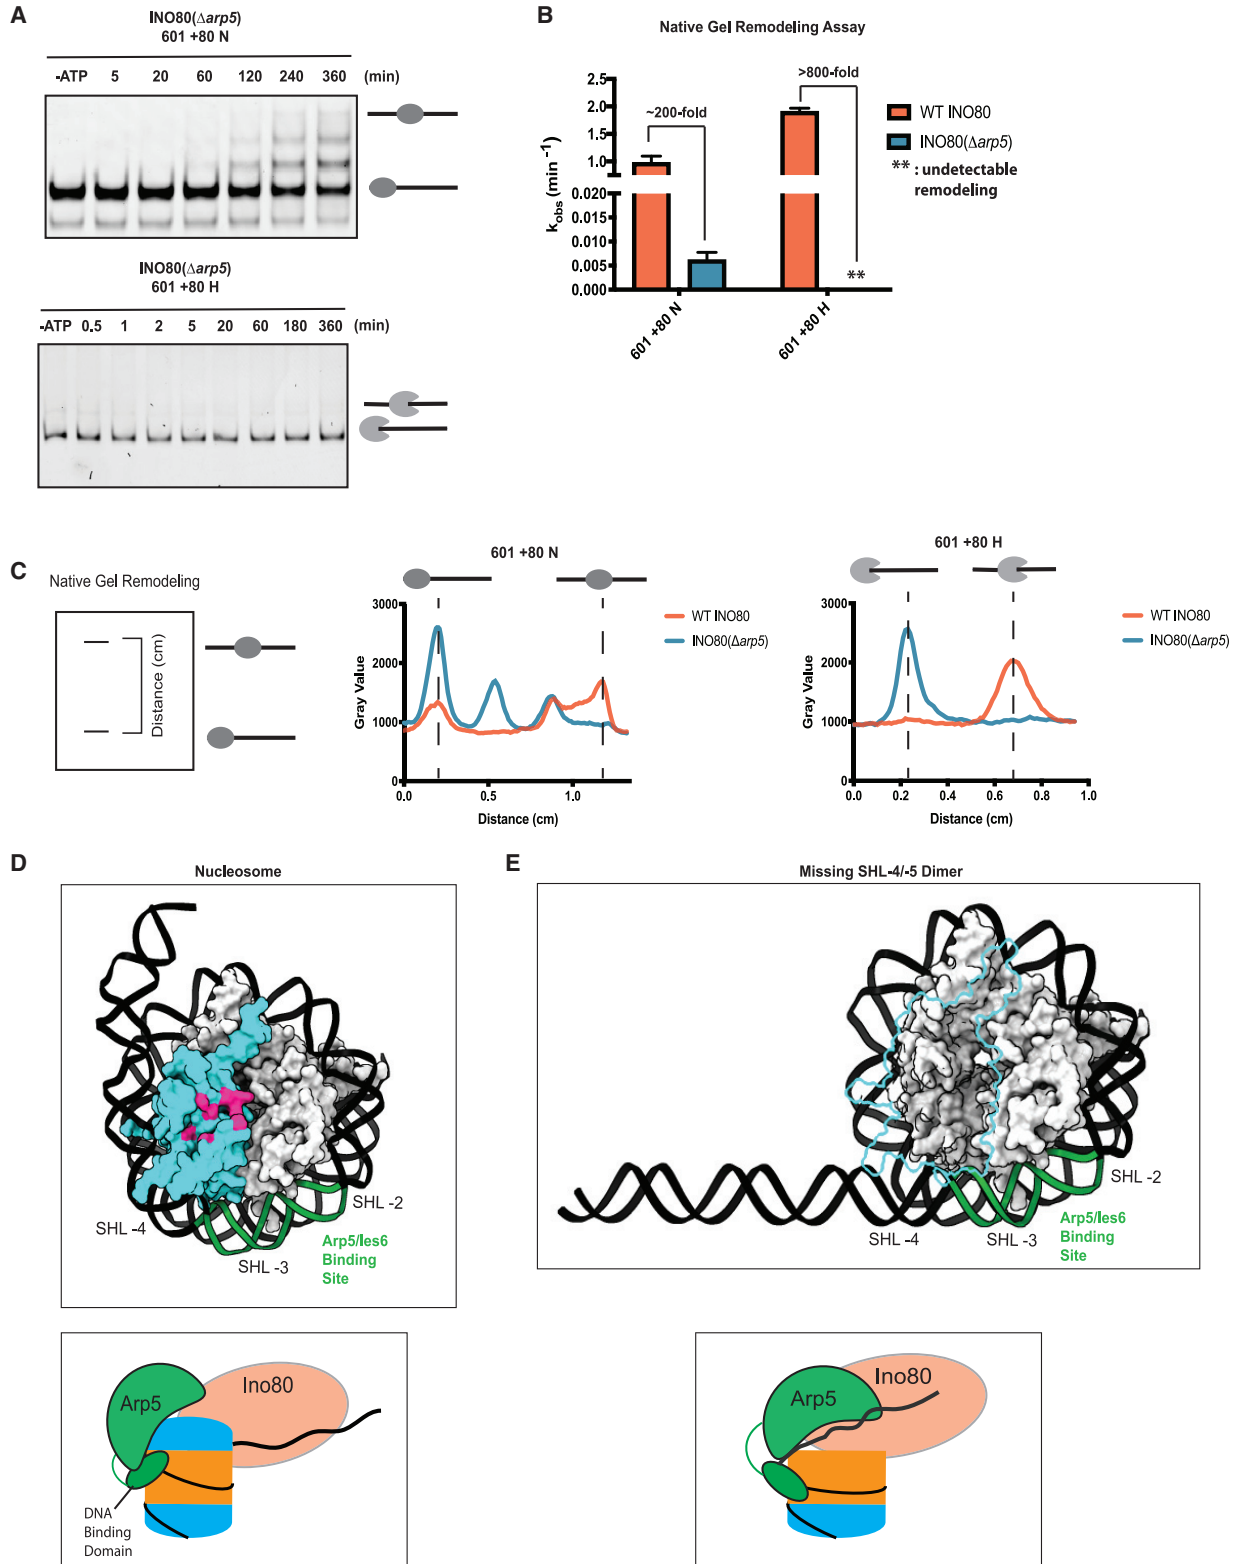 A
INO80(Δarp5)
601 +80 N
-ATP 5 20 60 120 240 360 (min)
INO80(Δarp5)
601 +80 H
-ATP 0.5 1 2 5 20 60 180 360 (min)
B
Native Gel Remodeling Assay
kobs (min⁻¹)
2.5
2.0
1.5
1.0
0.020
0.015
0.010
0.005
0.000
~200-fold
>800-fold
**
601 +80 N
601 +80 H
WT INO80
INO80(Δarp5)
** : undetectable
remodeling
C
Native Gel Remodeling
Distance (cm)
601 +80 N
Gray Value
3000
2000
1000
0
0.0 0.5 1.0
Distance (cm)
WT INO80
INO80(Δarp5)
601 +80 H
Gray Value
3000
2000
1000
0
0.0 0.2 0.4 0.6 0.8 1.0
Distance (cm)
WT INO80
INO80(Δarp5)
D
Nucleosome
SHL -4
SHL -3
SHL -2
Arp5/Ies6
Binding
Site
Arp5
Ino80
DNA
Binding
Domain
E
Missing SHL-4/-5 Dimer
SHL -4
SHL -3
SHL -2
Arp5/Ies6
Binding
Site
Arp5
Ino80